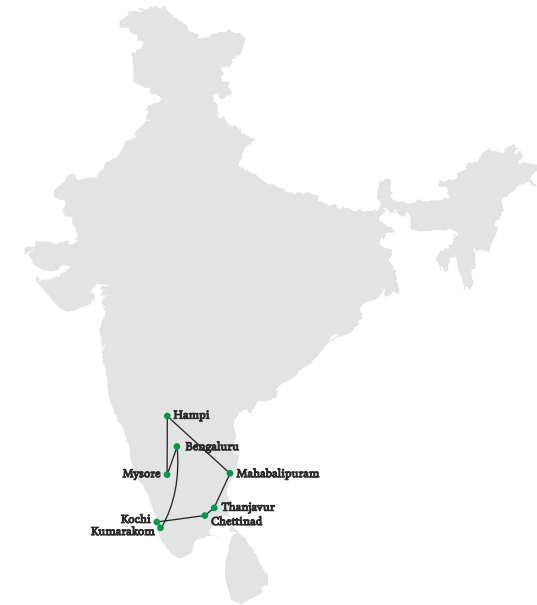 Hampi
Bengaluru
Mysore
Mahabalipuram
Thanjavur
Kochi
Chettinad
Kumarakom